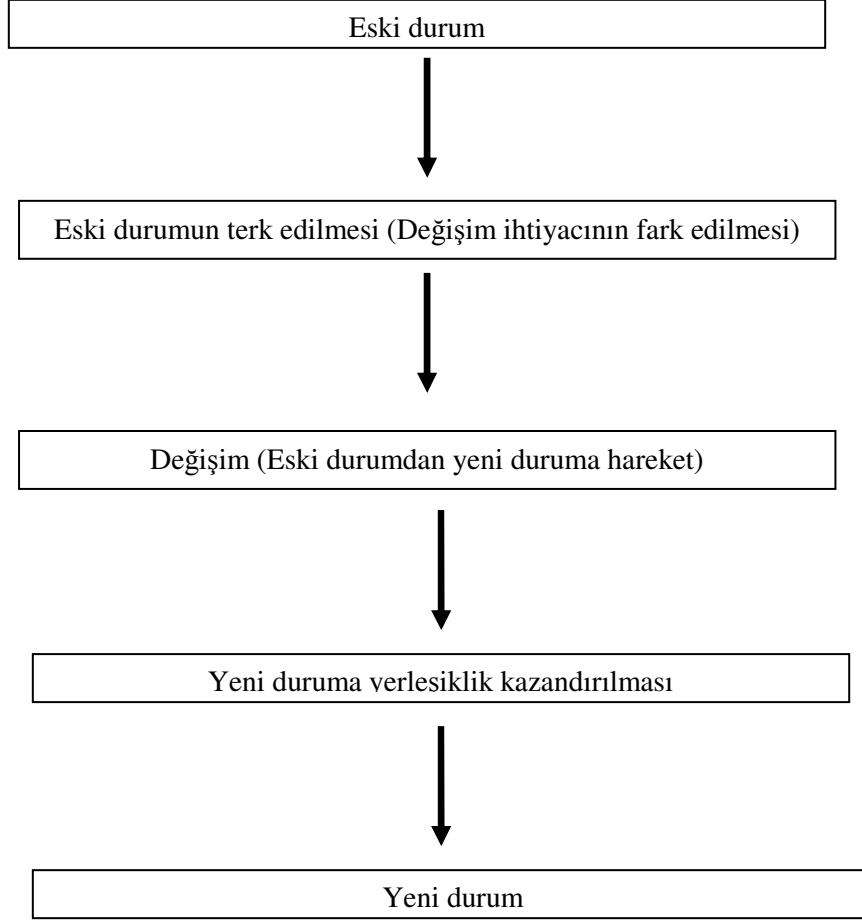 Eski durum
Eski durumun terk edilmesi (Değişim ihtiyacının fark edilmesi)
Değişim (Eski durumdan yeni duruma hareket)
Yeni duruma yerleşiklik kazandırılması
Yeni durum